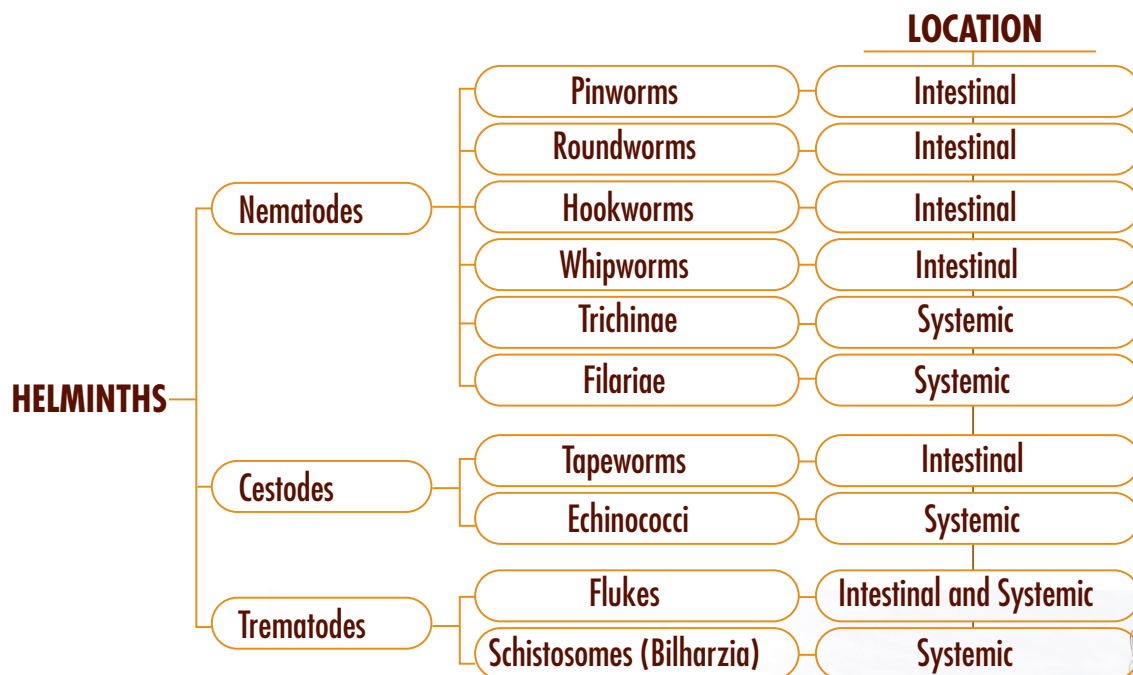 LOCATION
Pinworms Intestinal
Roundworms Intestinal
Nematodes Hookworms Intestinal
Whipworms Intestinal
Trichinae Systemic
Filariae Systemic
HELMINTHS
Cestodes Tapeworms Intestinal
Echinococci Systemic
Trematodes Flukes Intestinal and Systemic
Schistosomes (Bilharzia) Systemic